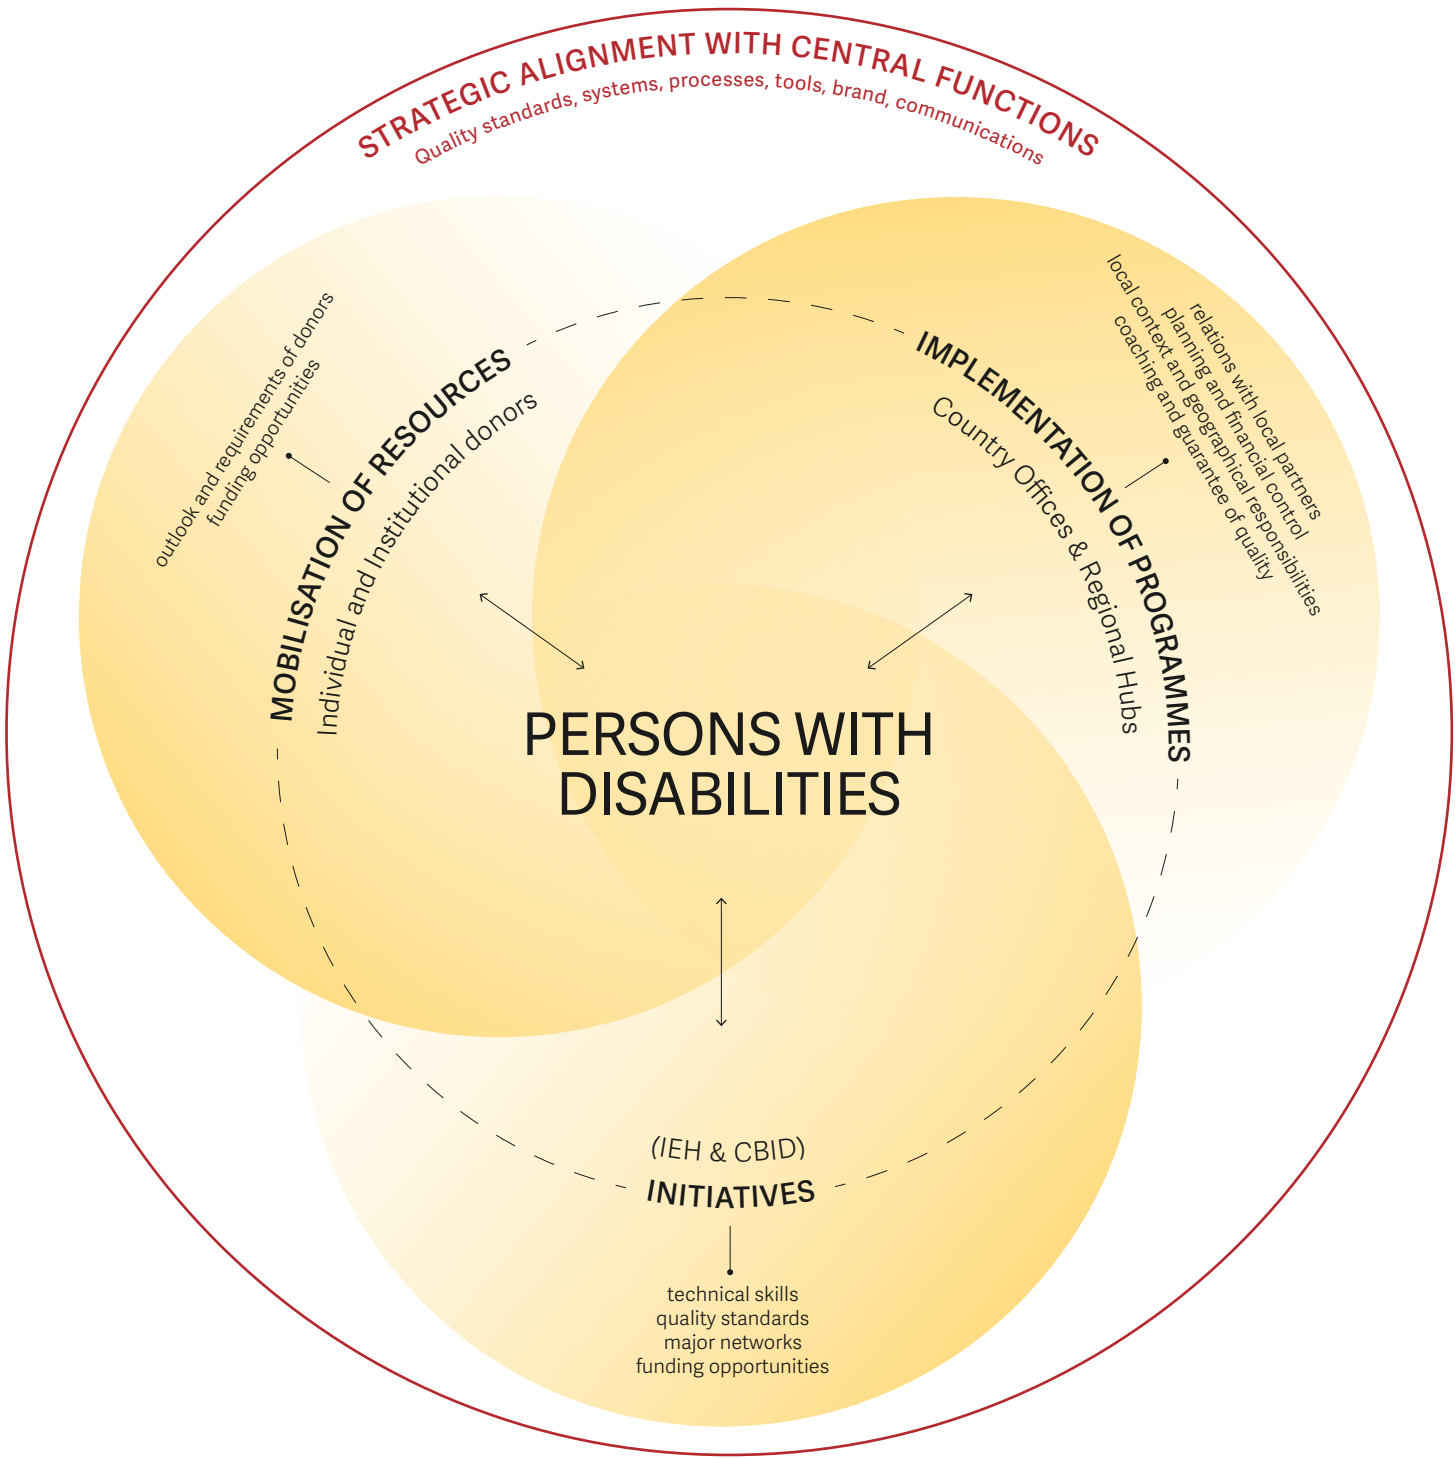 STRATEGIC ALIGNMENT WITH CENTRAL FUNCTIONS
Quality standards, systems, processes, tools, brand, communications
outlook and requirements of donors
funding opportunities
MOBILISATION OF RESOURCES
Individual and Institutional donors
relations with local partners
planning and financial control
local context and geographical responsibilities
coaching and guarantee of quality
IMPLEMENTATION OF PROGRAMMES
Country Offices & Regional Hubs
PERSONS WITH
DISABILITIES
(IEH & CBID)
INITIATIVES
technical skills
quality standards
major networks
funding opportunities